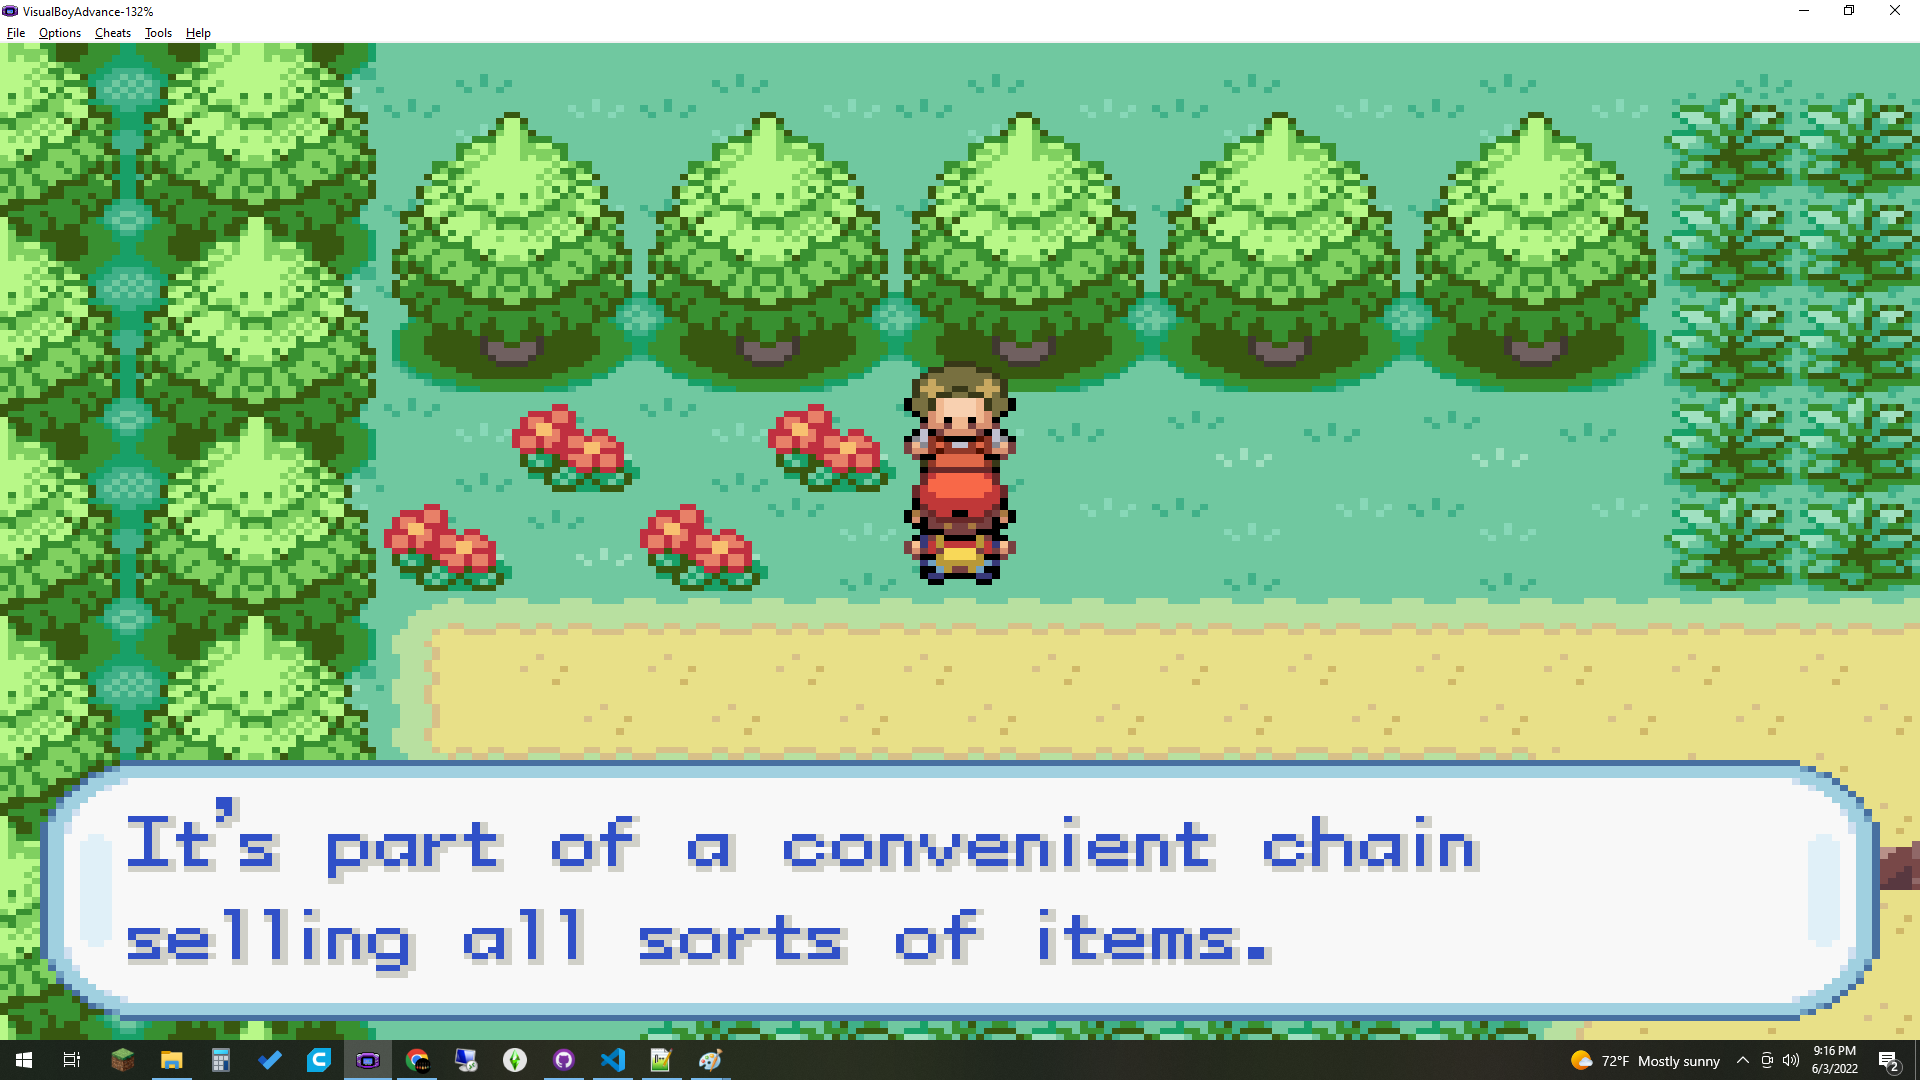 VisualBoyAdvance-132%
File Options Cheats Tools Help
It's part of a convenient chain
selling all sorts of items.
72°F Mostly sunny
9:16 PM
6/3/2022
2